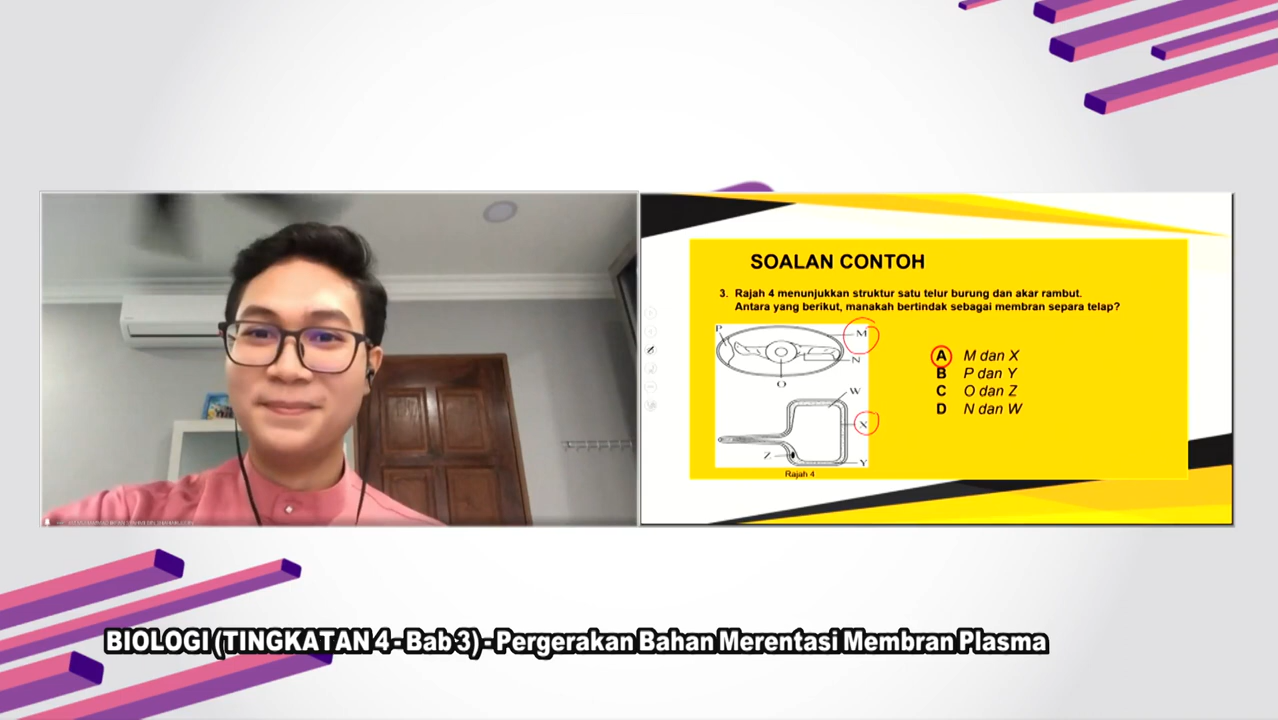 SOALAN CONTOH
3. Rajah 4 menunjukkan struktur satu telur burung dan akar rambut.
Antara yang berikut, manakah bertindak sebagai membran separa telap?
P
M
N
O
W
X
Z
Y
Rajah 4
A M dan X
B P dan Y
C O dan Z
D N dan W
BIOLOGI (TINGKATAN 4 - Bab 3) - Pergerakan Bahan Merentasi Membran Plasma